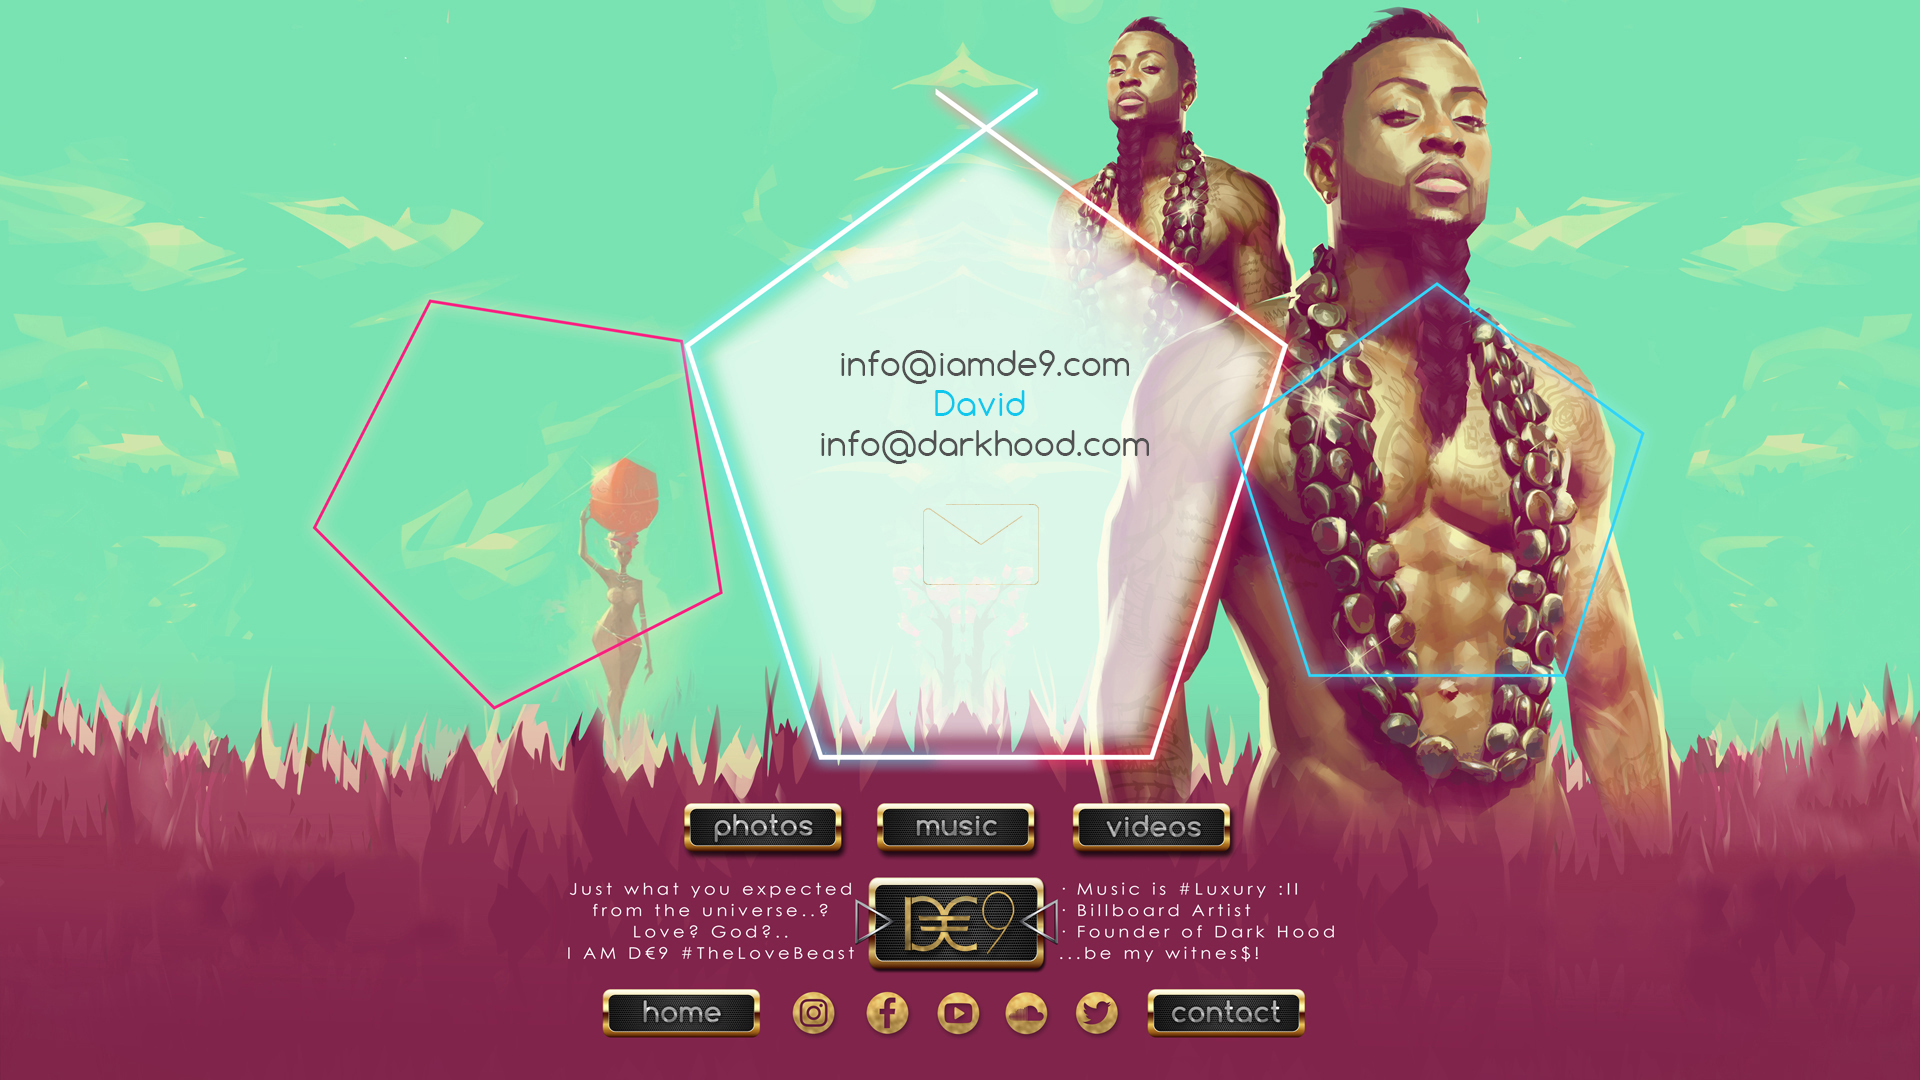 info@iamde9.com
David
info@darkhood.com
photos
music
videos
Just what you expected
from the universe..?
Love? God?..
I AM D€9 #TheLoveBeast
D€9
· Music is #Luxury :ll
· Billboard Artist
· Founder of Dark Hood
...be my witnes$!
home
contact